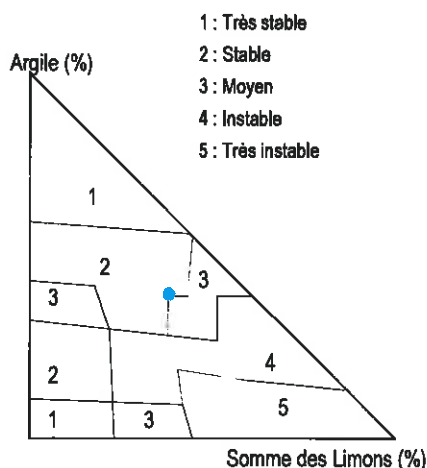 1 : Très stable
2 : Stable
3 : Moyen
4 : Instable
5 : Très instable
Argile (%)
1
2
3
3
4
2
5
1
3
Somme des Limons (%)